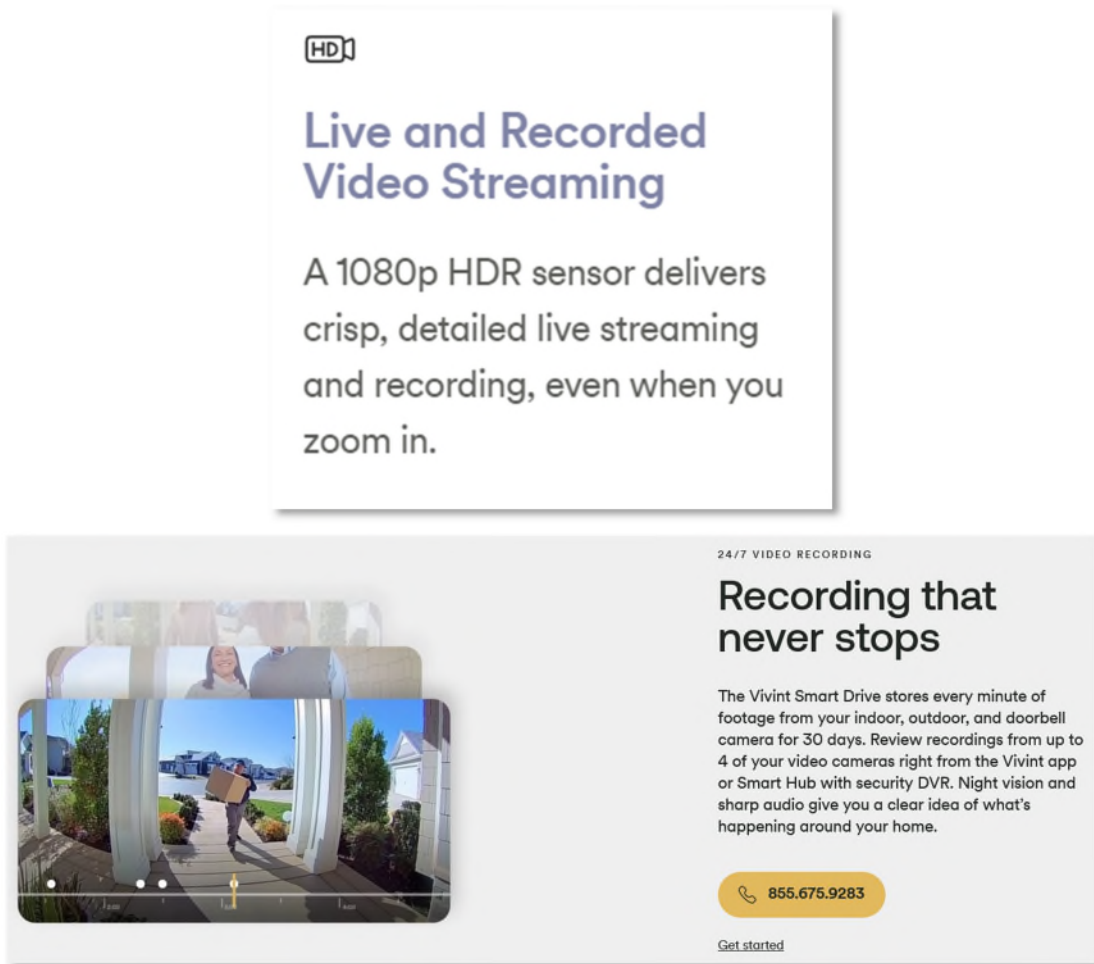 HD
Live and Recorded
Video Streaming
A 1080p HDR sensor delivers
crisp, detailed live streaming
and recording, even when you
zoom in.
24/7 VIDEO RECORDING
Recording that
never stops
The Vivint Smart Drive stores every minute of
footage from your indoor, outdoor, and doorbell
camera for 30 days. Review recordings from up to
4 of your video cameras right from the Vivint app
or Smart Hub with security DVR. Night vision and
sharp audio give you a clear idea of what's
happening around your home.
855.675.9283
Get started